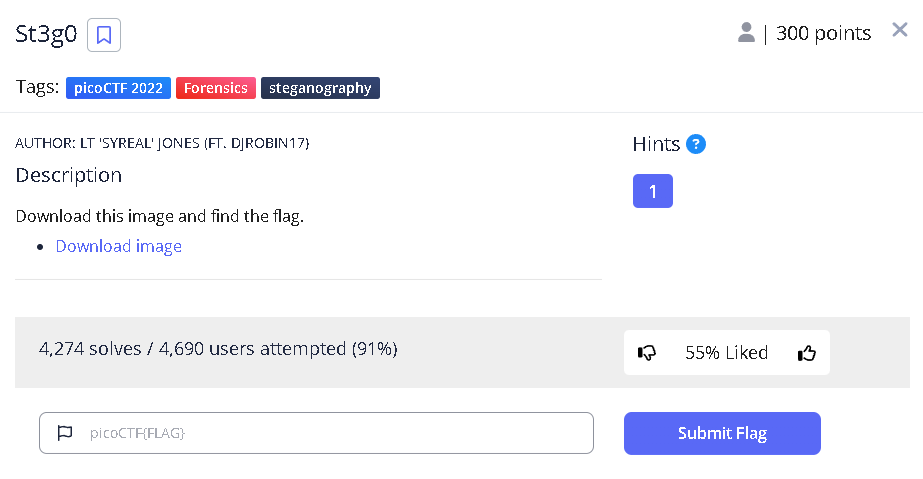 St3g0
| 300 points
Tags: picoCTF 2022 Forensics steganography
AUTHOR: LT 'SYREAL' JONES (FT. DJROBIN17)
Hints ?
Description
1
Download this image and find the flag.
Download image
4,274 solves / 4,690 users attempted (91%)
55% Liked
picoCTF{FLAG}
Submit Flag